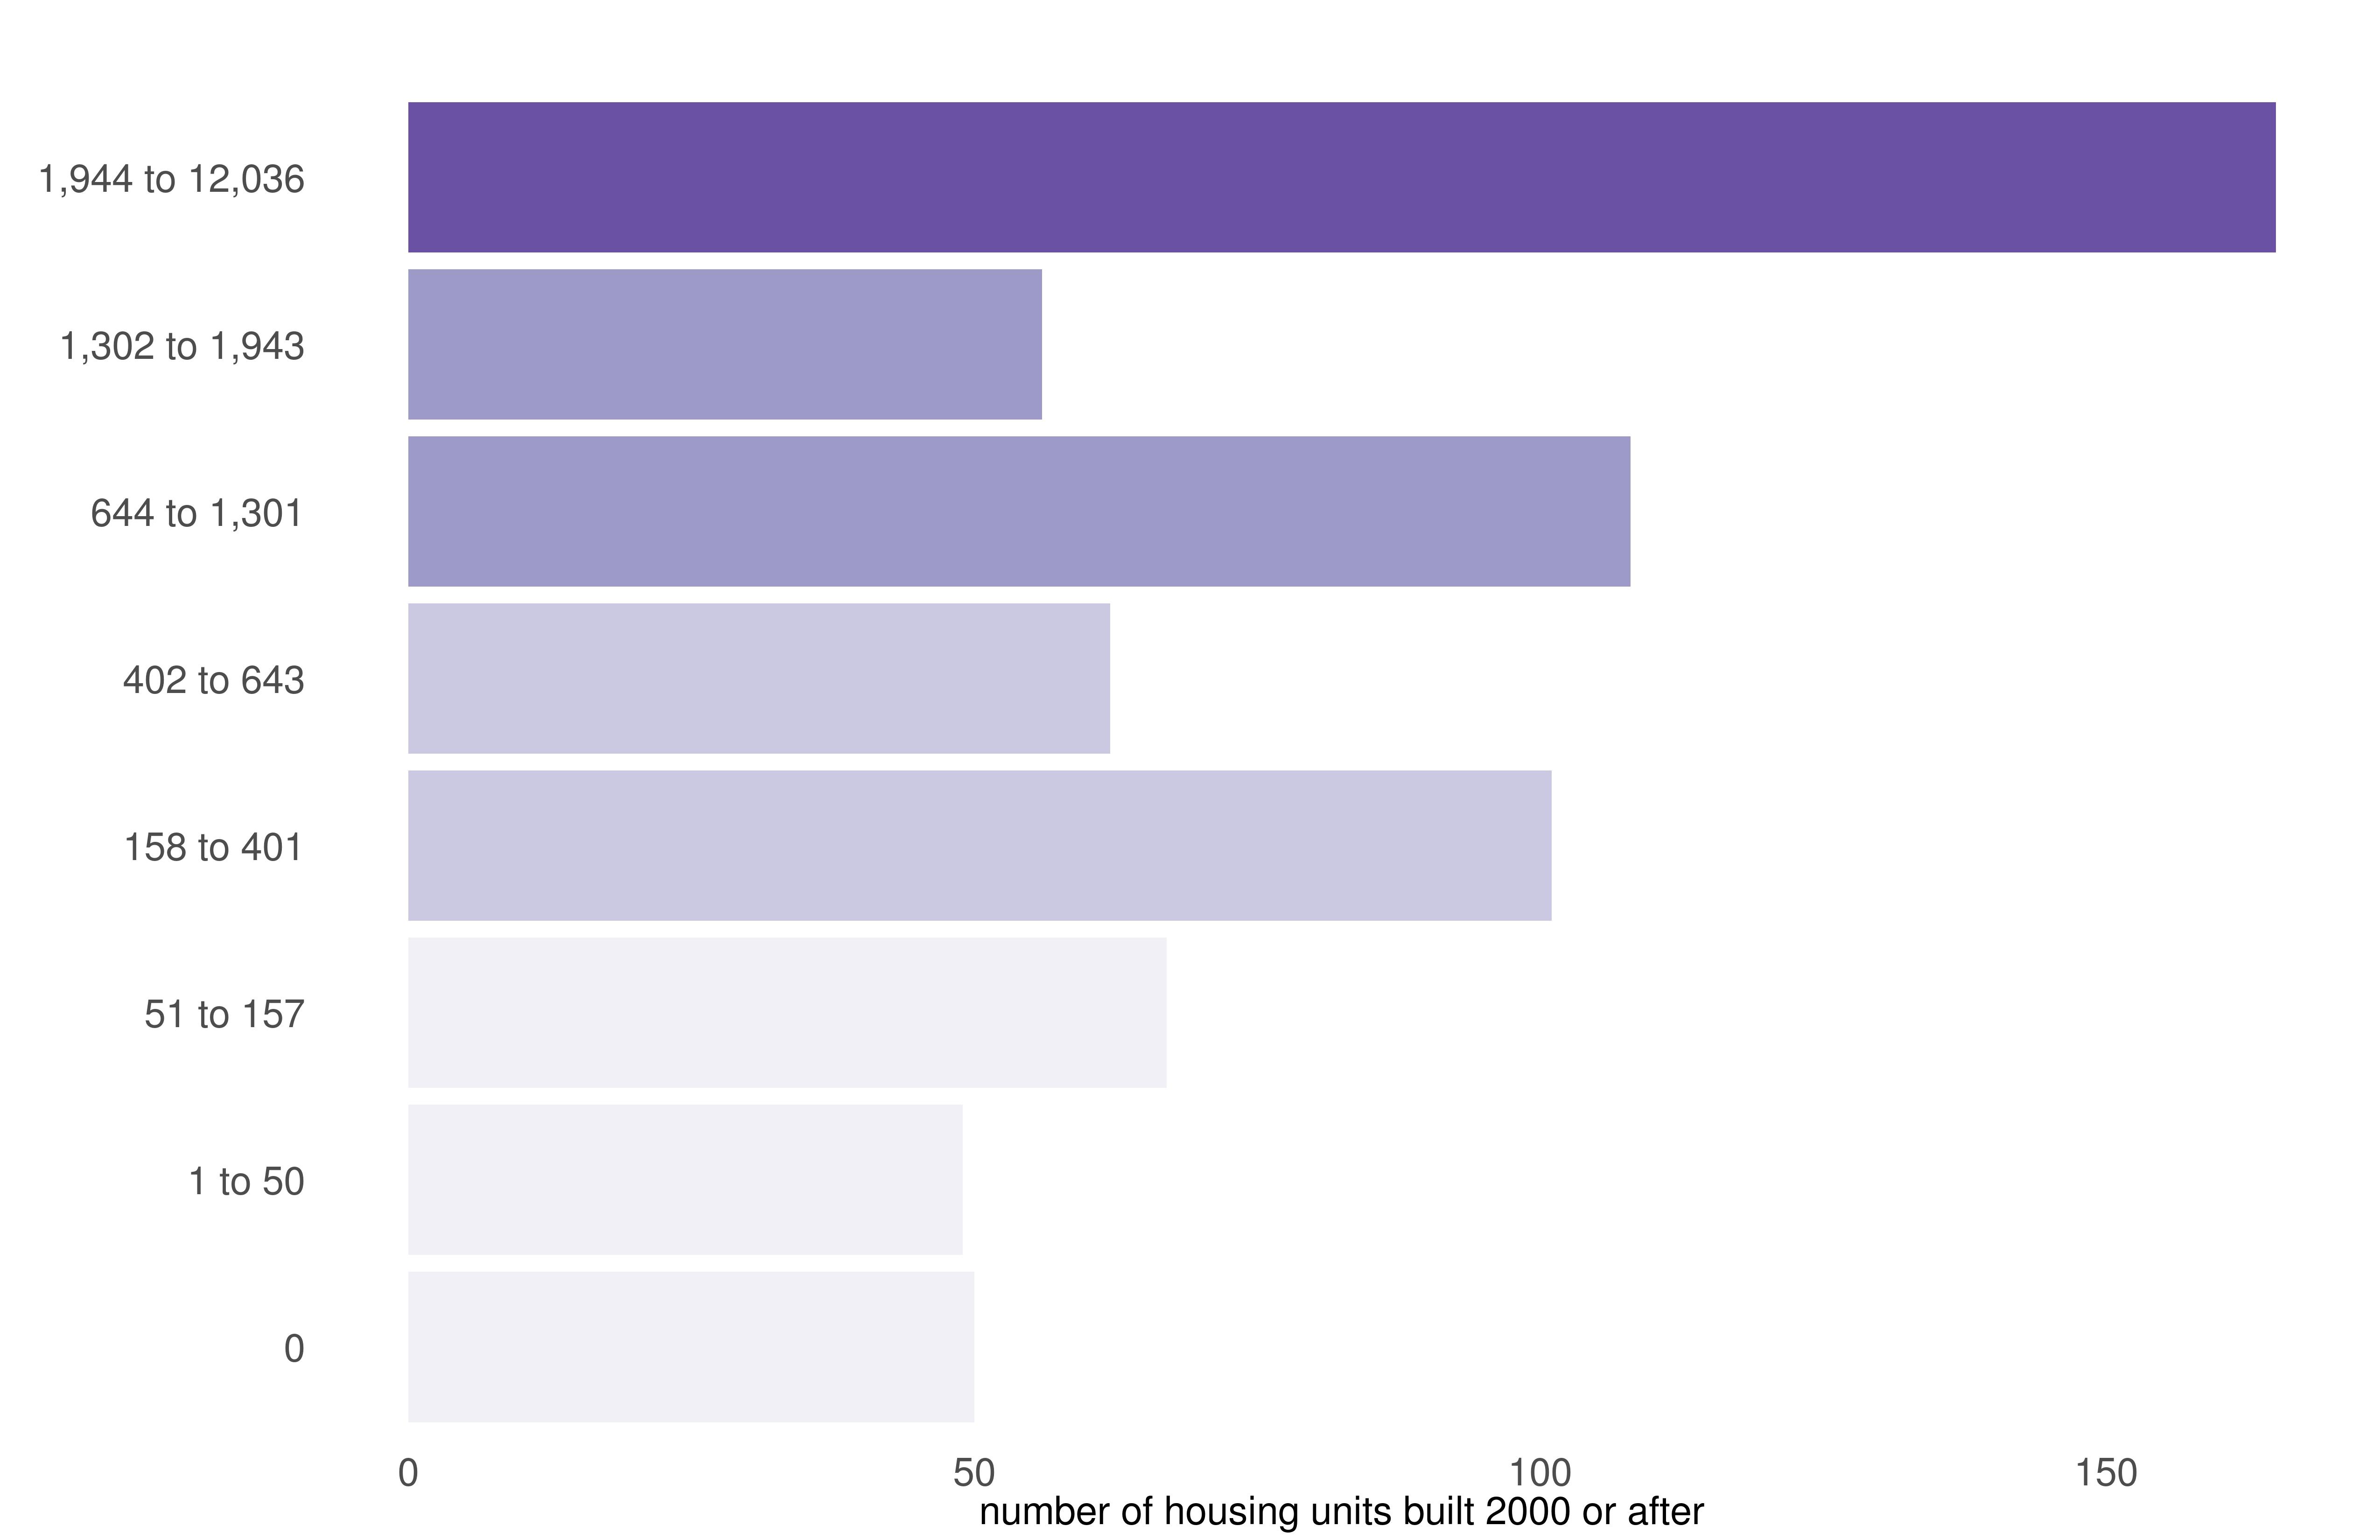 1,944 to 12,036
1,302 to 1,943
644 to 1,301
402 to 643
158 to 401
51 to 157
1 to 50
0
0 50 100 150
number of housing units built 2000 or after